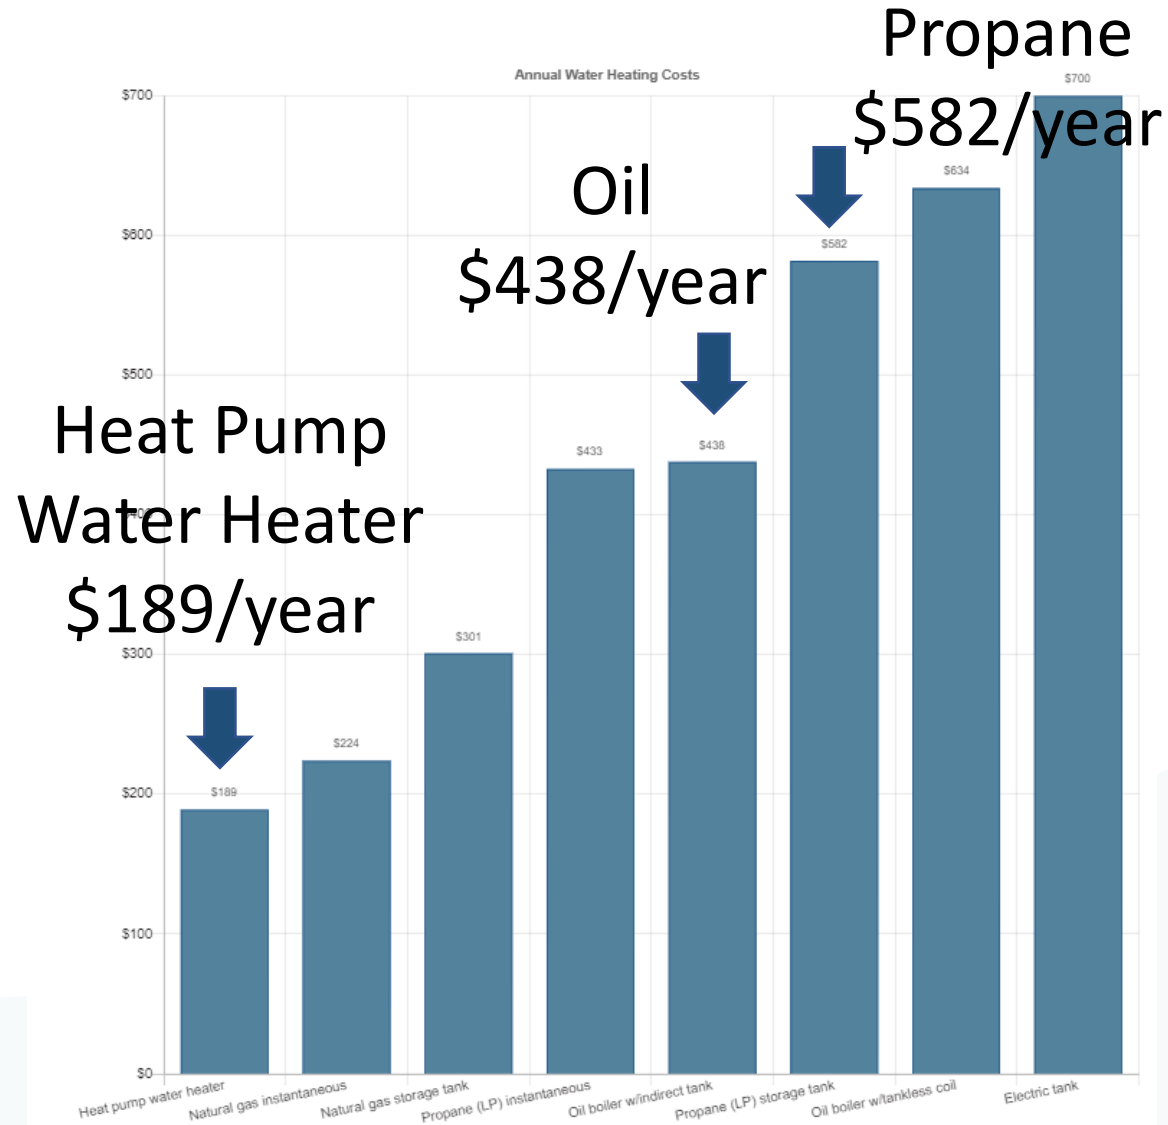 Propane
$582/year
Annual Water Heating Costs
Oil
$438/year
Heat Pump
Water Heater
$189/year
$700
$600
$500
$400
$300
$200
$100
$0
$189
$224
$301
$433
$438
$582
$634
$700
Heat pump water heater
Natural gas instantaneous
Natural gas storage tank
Propane (LP) instantaneous
Oil boiler w/indirect tank
Propane (LP) storage tank
Oil boiler w/tankless coil
Electric tank